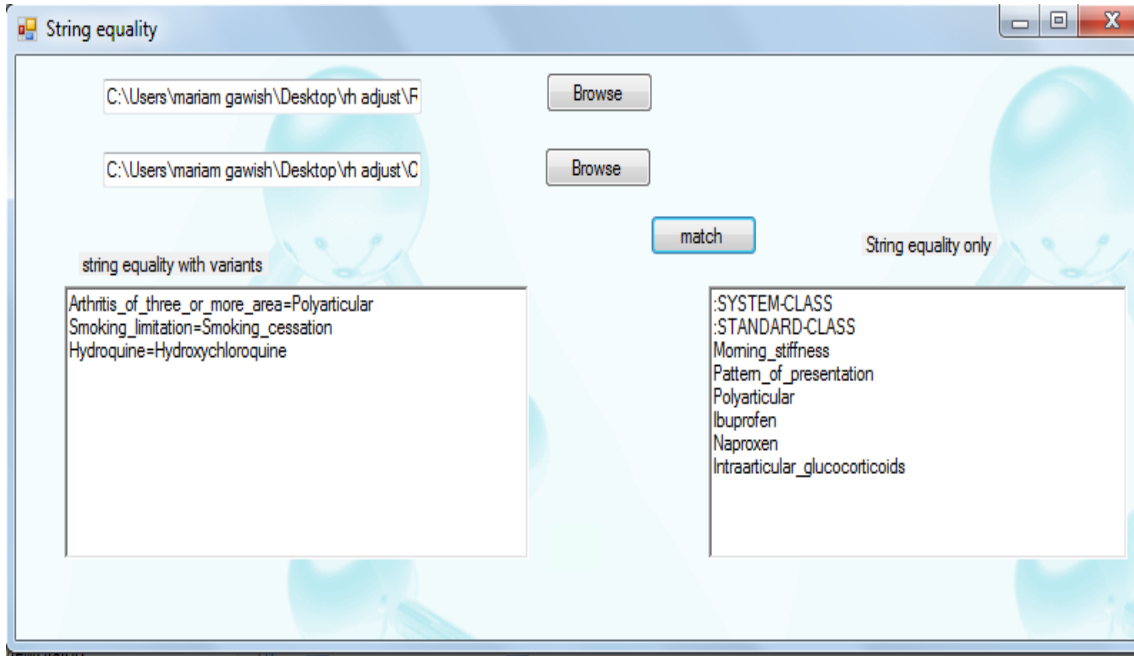 String equality
C:\Users\mariam gawish\Desktop\rh adjust\F
Browse
C:\Users\mariam gawish\Desktop\rh adjust\C
Browse
match
String equality only
string equality with variants
Arthritis_of_three_or_more_area=Polyarticular
Smoking_limitation=Smoking_cessation
Hydroquine=Hydroxychloroquine
:SYSTEM-CLASS
:STANDARD-CLASS
Morning_stiffness
Pattern_of_presentation
Polyarticular
Ibuprofen
Naproxen
Intraarticular_glucocorticoids